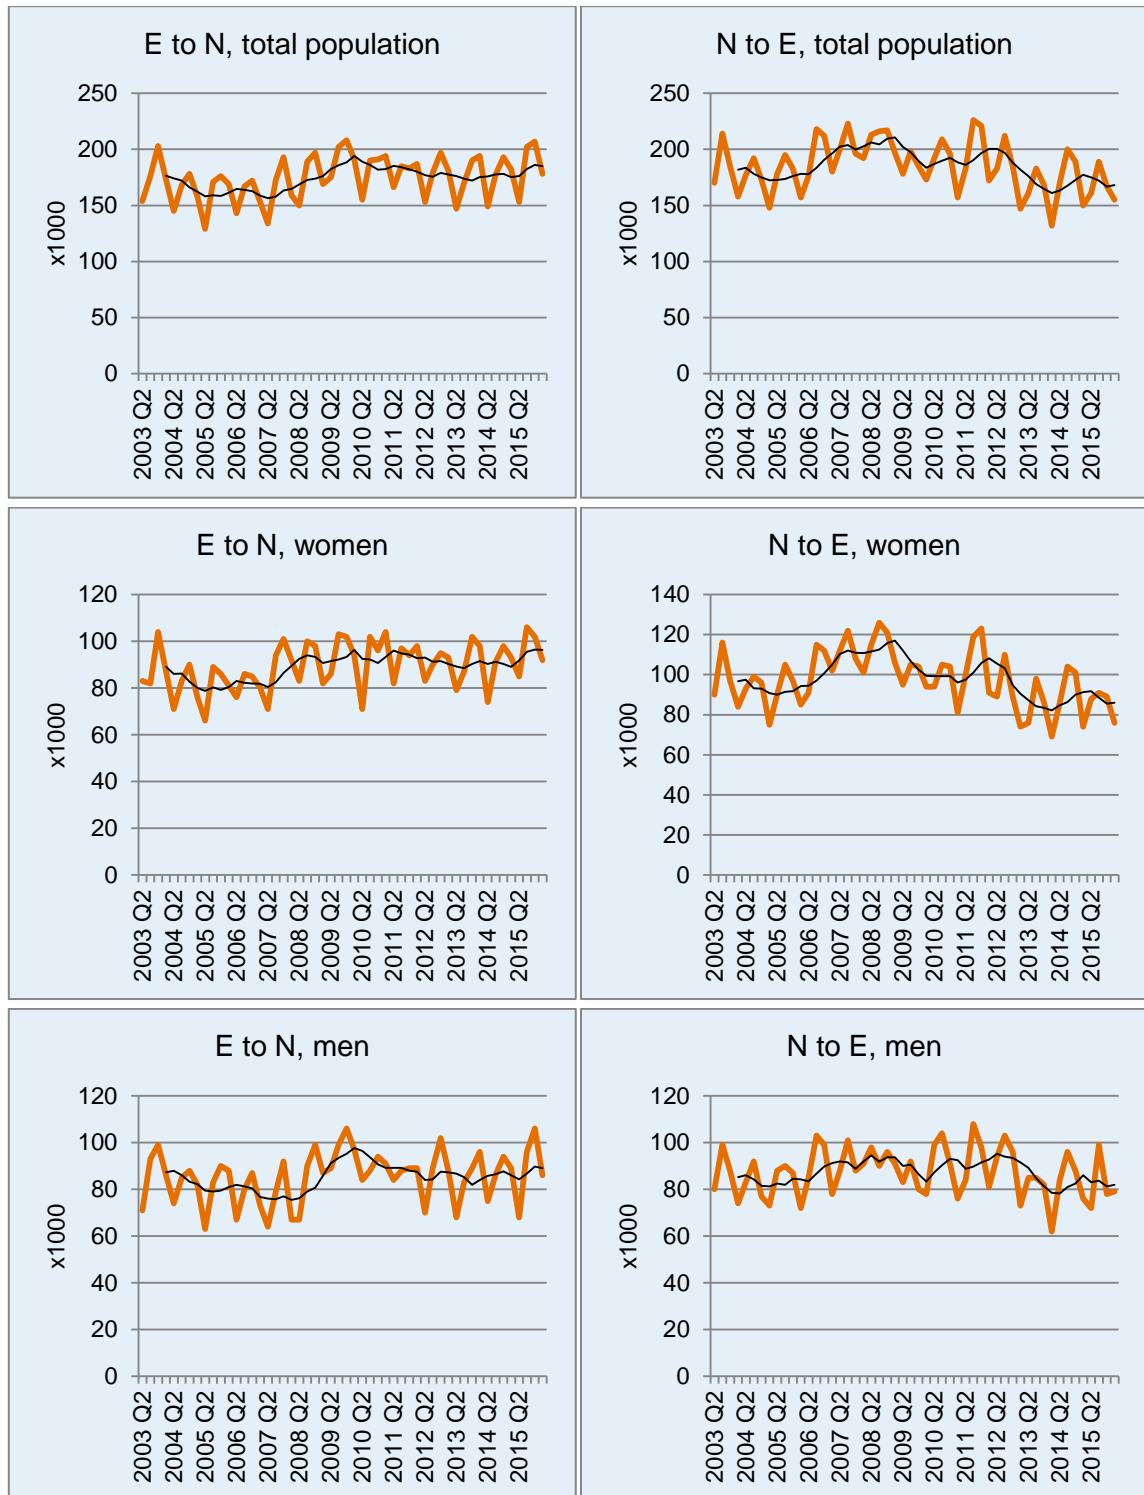 E to N, total population
250
200
150
100
50
0
x1000
2003 Q2
2004 Q2
2005 Q2
2006 Q2
2007 Q2
2008 Q2
2009 Q2
2010 Q2
2011 Q2
2012 Q2
2013 Q2
2014 Q2
2015 Q2
N to E, total population
250
200
150
100
50
0
x1000
2003 Q2
2004 Q2
2005 Q2
2006 Q2
2007 Q2
2008 Q2
2009 Q2
2010 Q2
2011 Q2
2012 Q2
2013 Q2
2014 Q2
2015 Q2
E to N, women
120
100
80
60
40
20
0
x1000
2003 Q2
2004 Q2
2005 Q2
2006 Q2
2007 Q2
2008 Q2
2009 Q2
2010 Q2
2011 Q2
2012 Q2
2013 Q2
2014 Q2
2015 Q2
N to E, women
140
120
100
80
60
40
20
0
x1000
2003 Q2
2004 Q2
2005 Q2
2006 Q2
2007 Q2
2008 Q2
2009 Q2
2010 Q2
2011 Q2
2012 Q2
2013 Q2
2014 Q2
2015 Q2
E to N, men
120
100
80
60
40
20
0
x1000
2003 Q2
2004 Q2
2005 Q2
2006 Q2
2007 Q2
2008 Q2
2009 Q2
2010 Q2
2011 Q2
2012 Q2
2013 Q2
2014 Q2
2015 Q2
N to E, men
120
100
80
60
40
20
0
x1000
2003 Q2
2004 Q2
2005 Q2
2006 Q2
2007 Q2
2008 Q2
2009 Q2
2010 Q2
2011 Q2
2012 Q2
2013 Q2
2014 Q2
2015 Q2